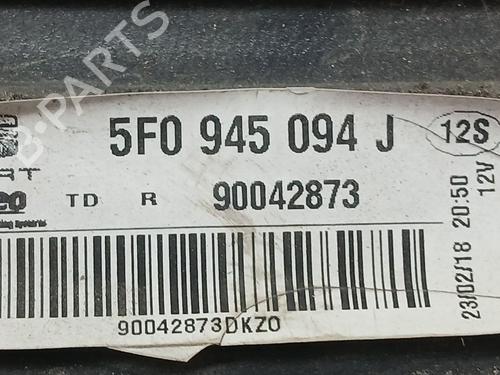 B-PARTS
5F0 945 094 J
12S
TD R 90042873
12V
23/02/18 20:50
90042873DKZ0